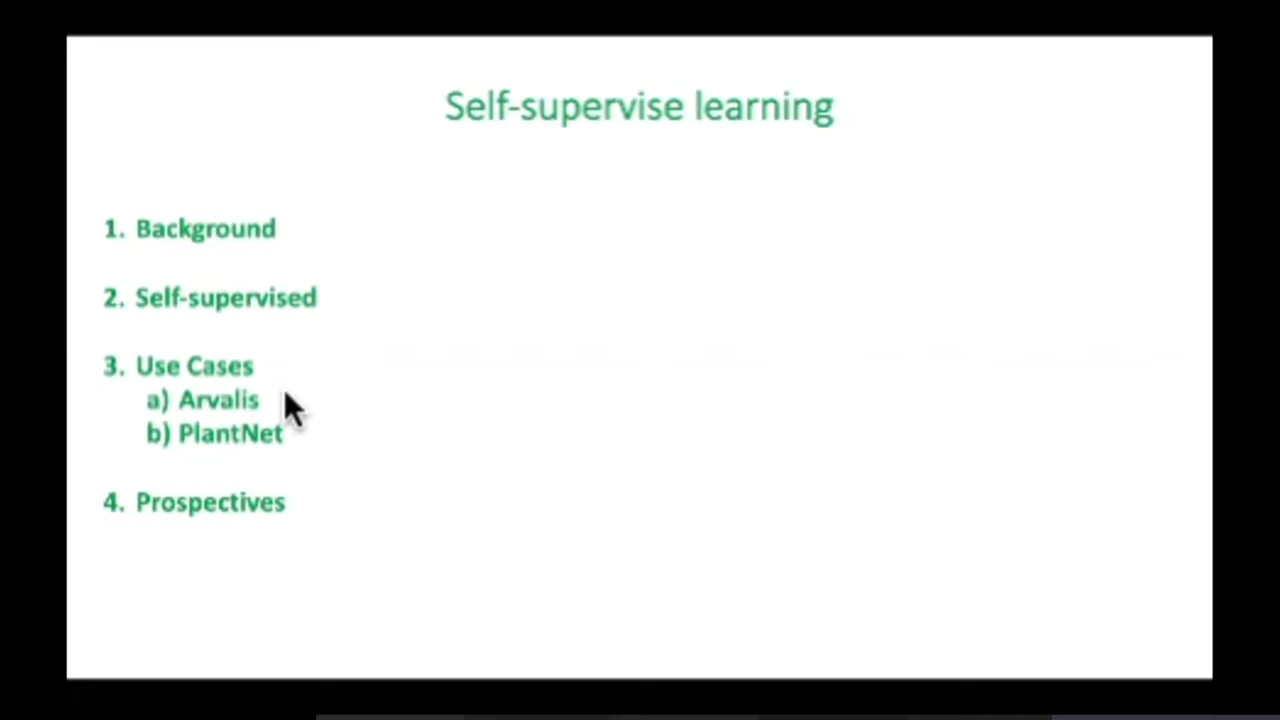 Self-supervise learning
1. Background
2. Self-supervised
3. Use Cases
a) Arvalis
b) PlantNet
4. Prospectives